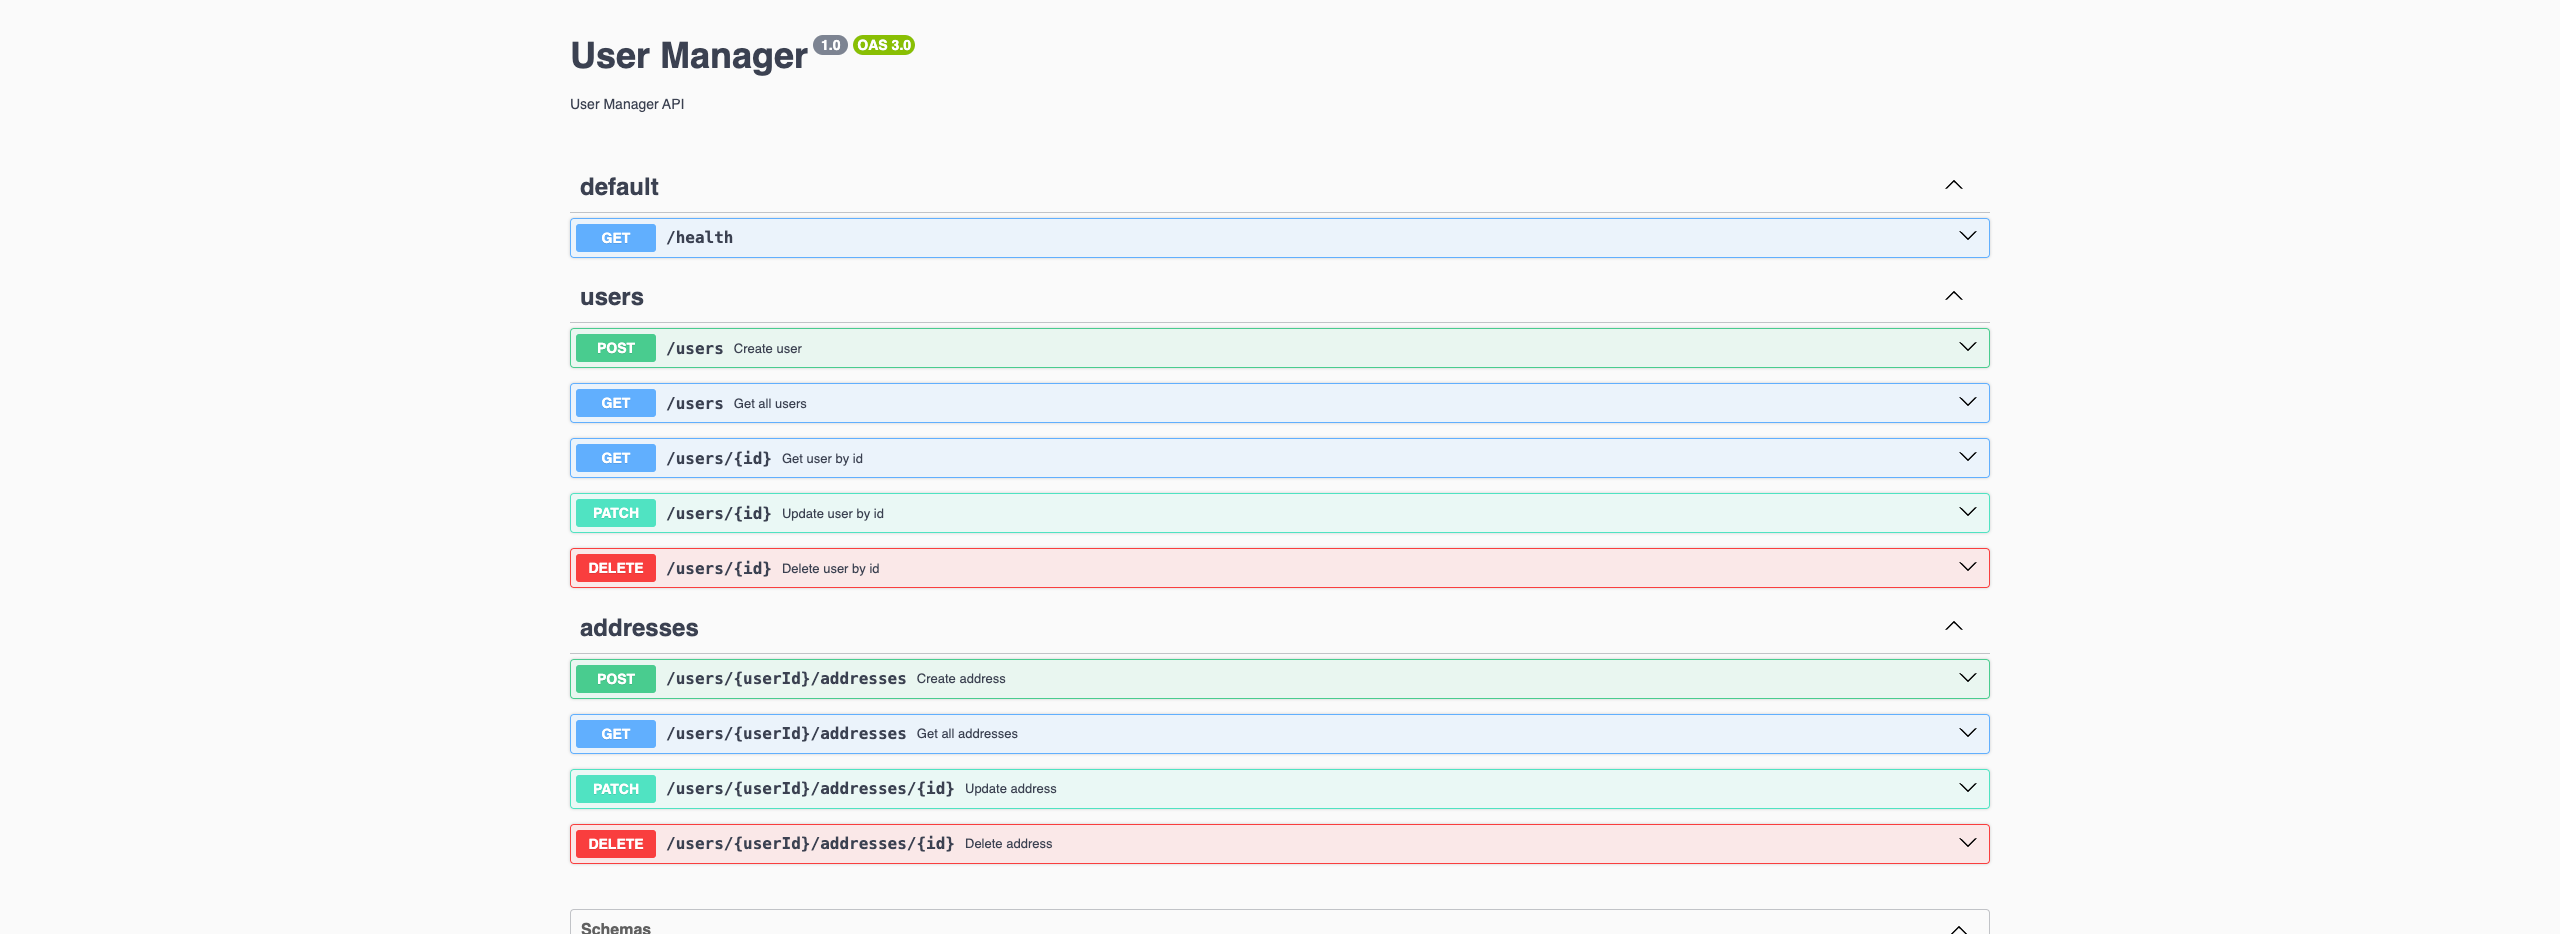 User Manager 1.0 OAS 3.0
User Manager API
default
GET /health
users
POST /users Create user
GET /users Get all users
GET /users/{id} Get user by id
PATCH /users/{id} Update user by id
DELETE /users/{id} Delete user by id
addresses
POST /users/{userId}/addresses Create address
GET /users/{userId}/addresses Get all addresses
PATCH /users/{userId}/addresses/{id} Update address
DELETE /users/{userId}/addresses/{id} Delete address
Schemas